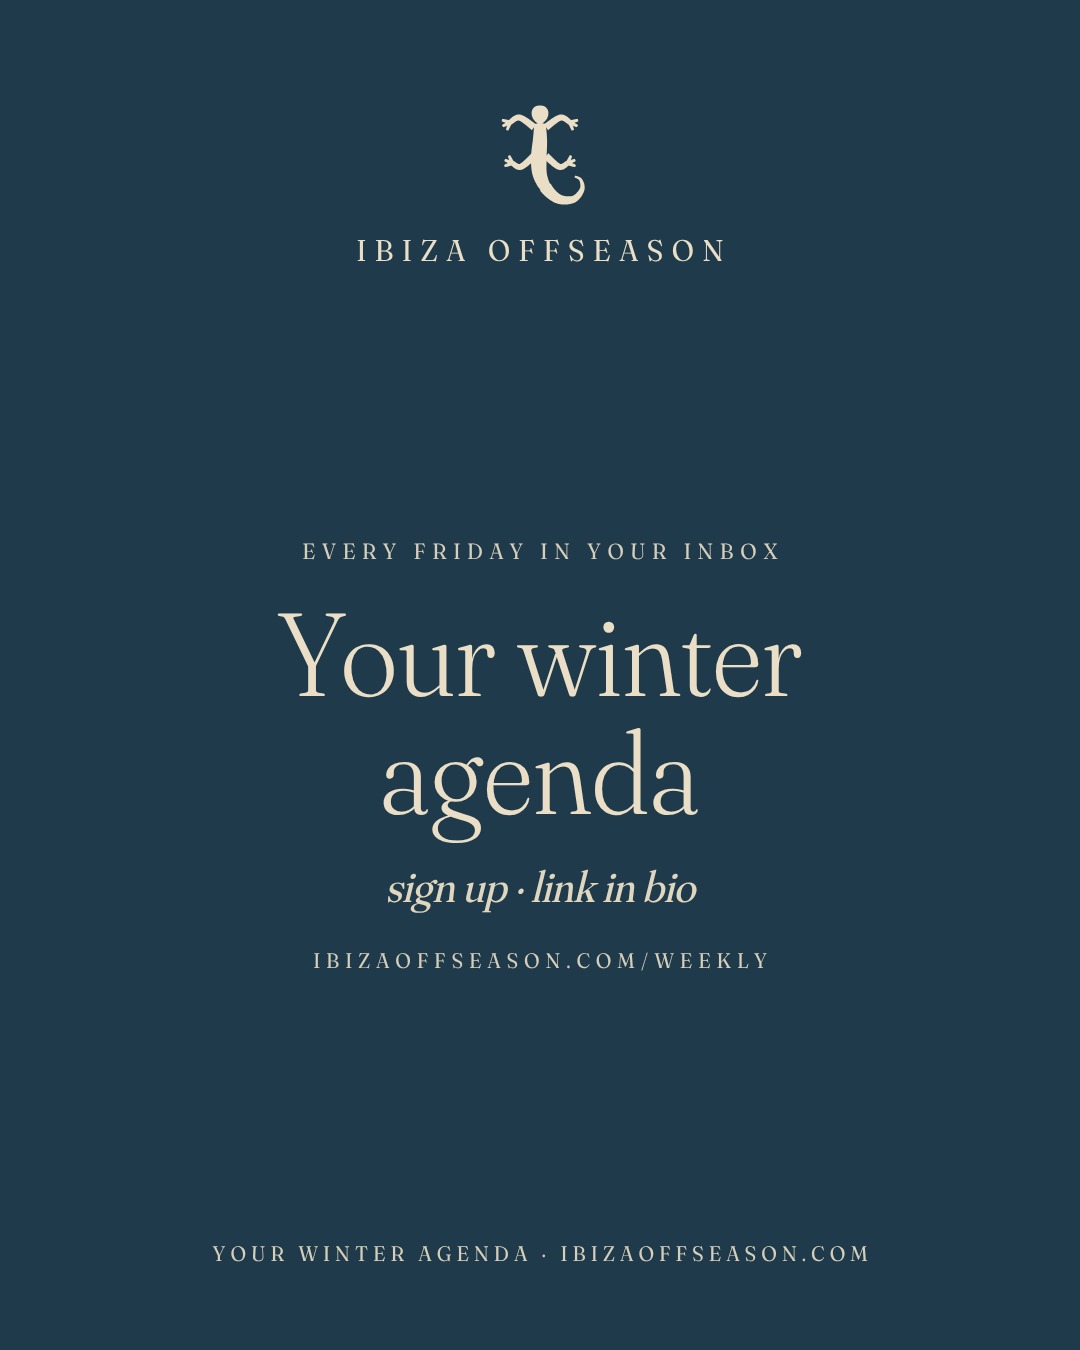 IBIZA OFFSEASON
EVERY FRIDAY IN YOUR INBOX
Your winter
agenda
sign up · link in bio
IBIZAOFFSEASON.COM/WEEKLY
YOUR WINTER AGENDA · IBIZAOFFSEASON.COM